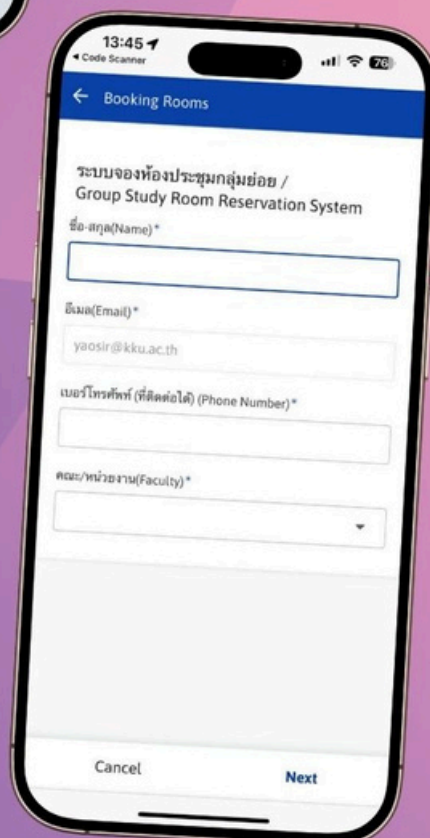 13:45
Code Scanner
76
Booking Rooms
ระบบจองห้องประชุมกลุ่มย่อย /
Group Study Room Reservation System
ชื่อ-สกุล(Name)*
อีเมล(Email)*
yaosir@kku.ac.th
เบอร์โทรศัพท์ (ที่ติดต่อได้) (Phone Number)*
คณะ/หน่วยงาน(Faculty)*
Cancel
Next